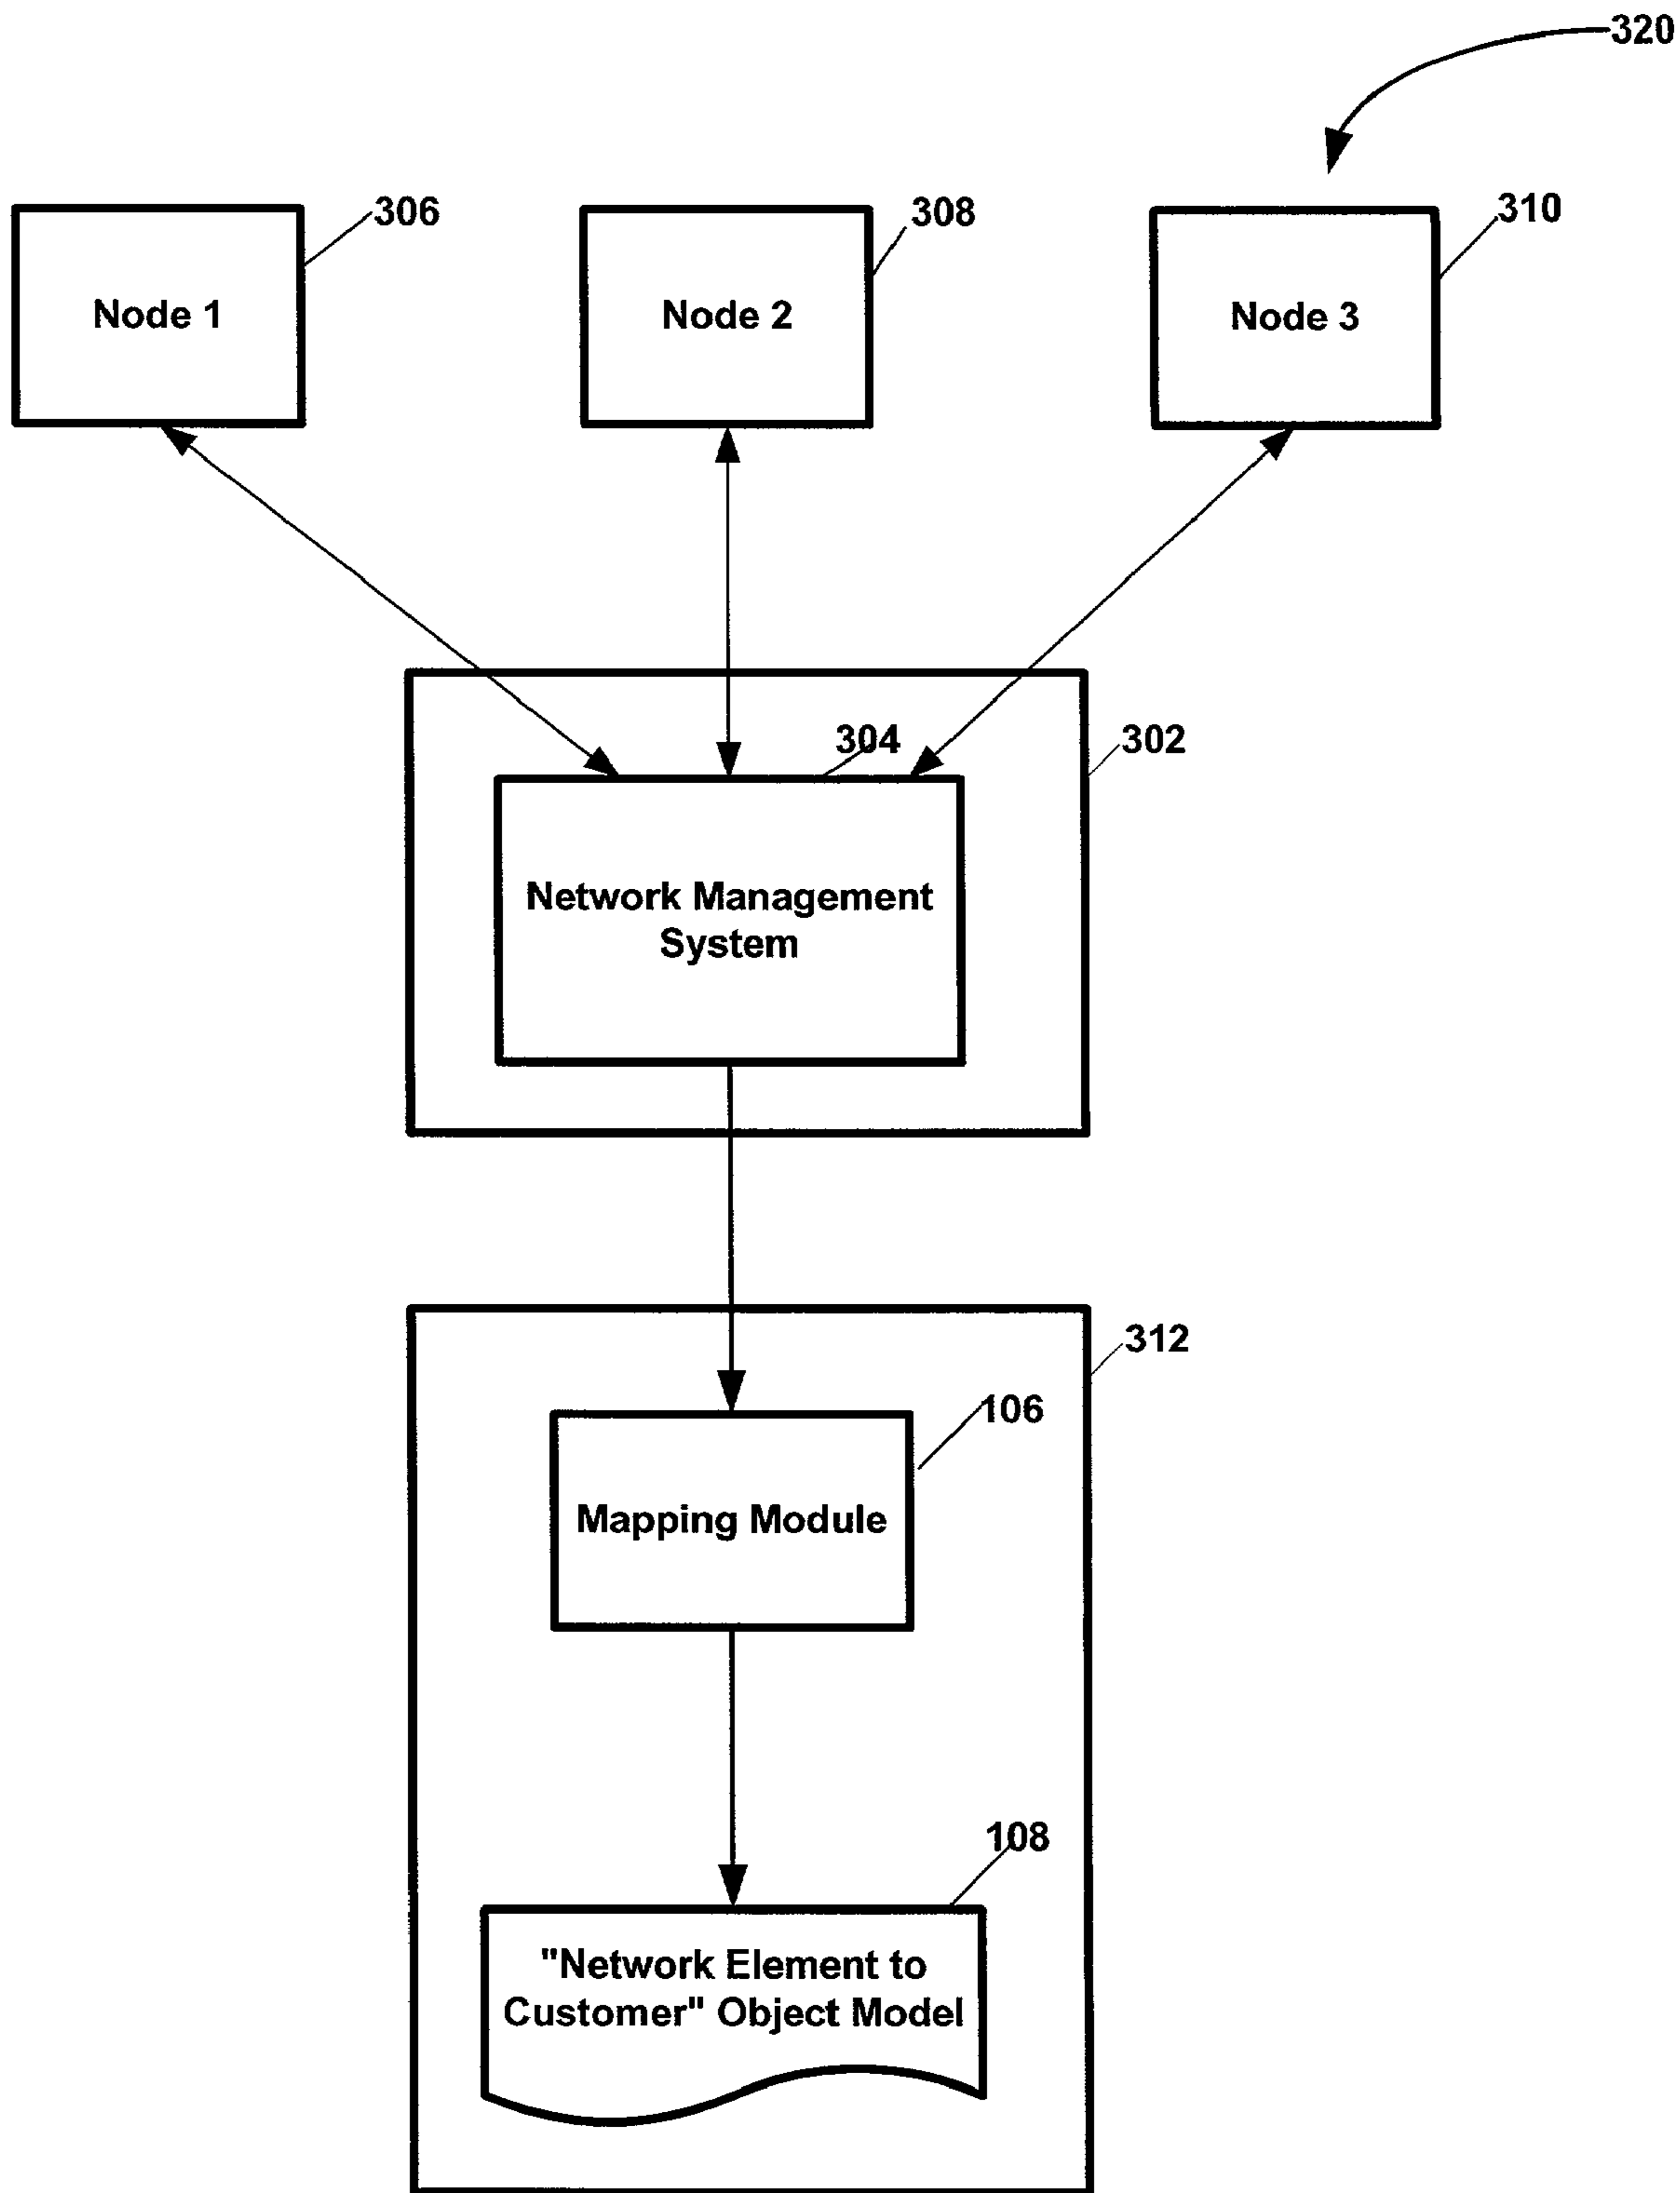 320
306
308
310
Node 1
Node 2
Node 3
304
302
Network Management
System
312
106
Mapping Module
108
"Network Element to
Customer" Object Model